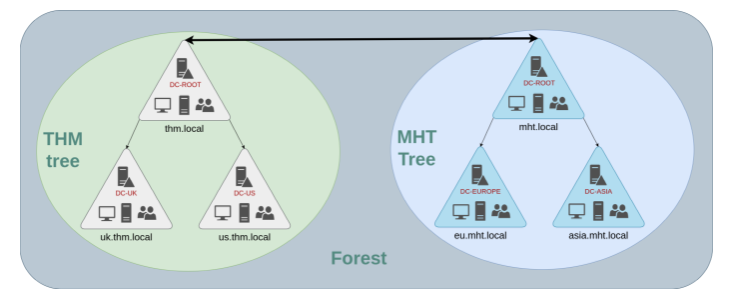 DC-ROOT
thm.local
THM
tree
DC-UK
uk.thm.local
DC-US
us.thm.local
DC-ROOT
mht.local
MHT
Tree
DC-EUROPE
eu.mht.local
DC-ASIA
asia.mht.local
Forest